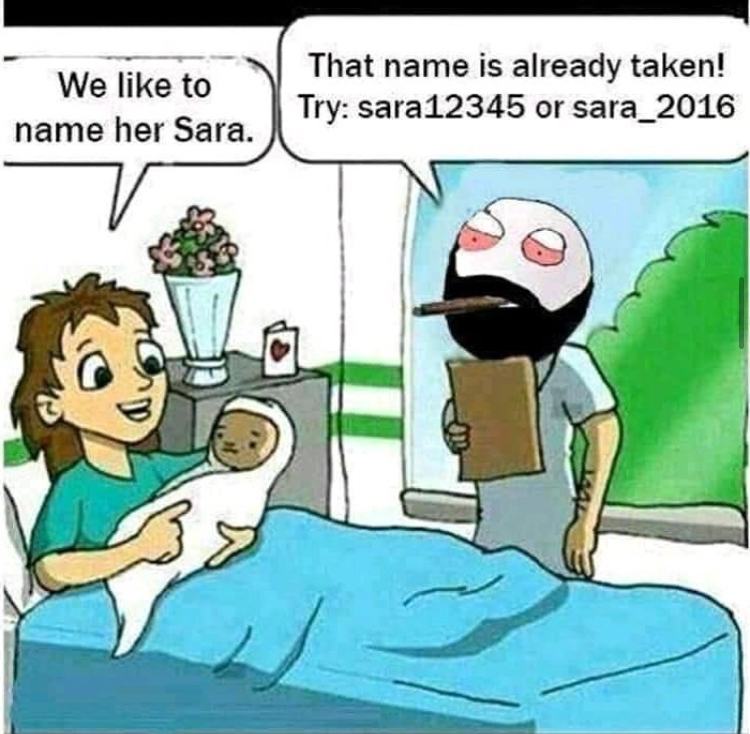 We like to
name her Sara.
That name is already taken!
Try: sara12345 or sara_2016